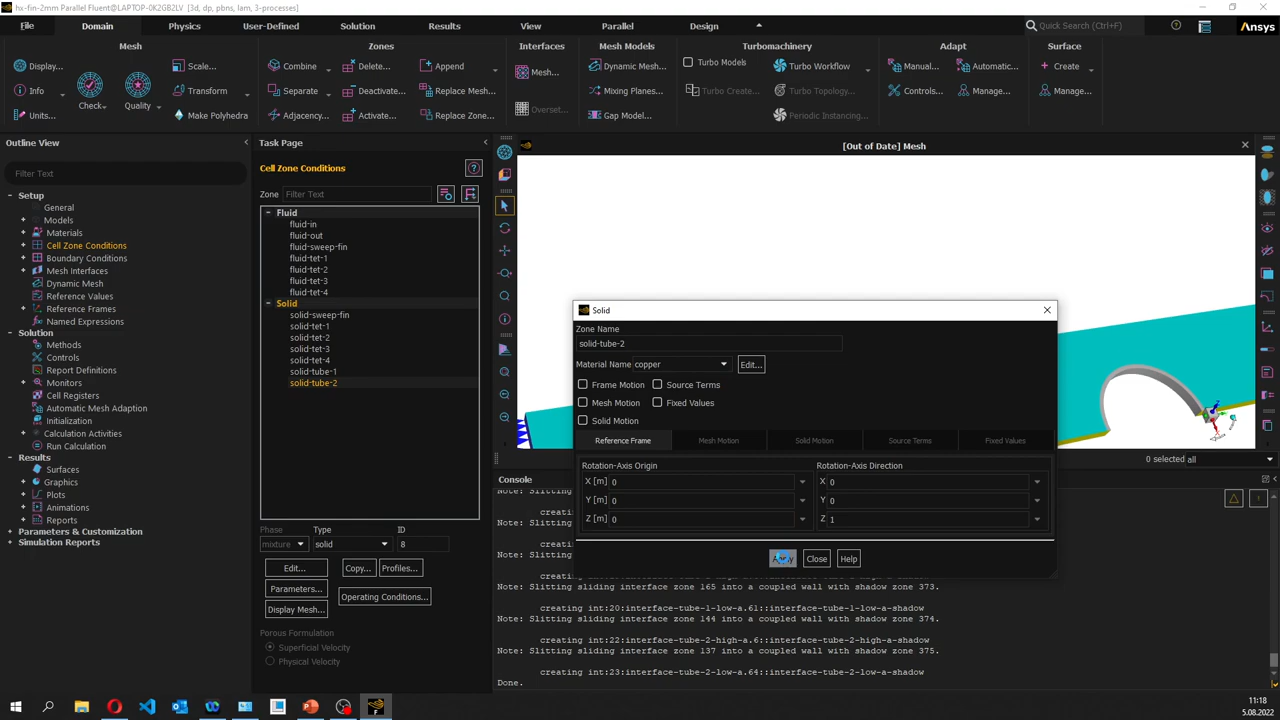 hx-fin-2mm Parallel Fluent@LAPTOP-0K2GB2LV [3d, dp, pbns, lam, 3-processes]
File Domain Physics User-Defined Solution Results View Parallel Design Quick Search (Ctrl+F) Ansys
Mesh Zones Interfaces Mesh Models Turbomachinery Adapt Surface
Display... Scale... Combine Delete... Append Mesh... Dynamic Mesh... Turbo Models Turbo Workflow Manual... Automatic... Create
Info Check Quality Transform Separate Deactivate... Replace Mesh... Mixing Planes... Turbo Create... Turbo Topology... Controls... Manage... Manage...
Units... Make Polyhedra Adjacency... Activate... Replace Zone... Overset... Gap Model... Periodic Instancing...
Outline View
Filter Text
Setup
General
Models
Materials
Cell Zone Conditions
Boundary Conditions
Mesh Interfaces
Dynamic Mesh
Reference Values
Reference Frames
Named Expressions
Solution
Methods
Controls
Report Definitions
Monitors
Cell Registers
Automatic Mesh Adaption
Initialization
Calculation Activities
Run Calculation
Results
Surfaces
Graphics
Plots
Animations
Reports
Parameters & Customization
Simulation Reports
Task Page
Cell Zone Conditions
Zone Filter Text
Fluid
fluid-in
fluid-out
fluid-sweep-fin
fluid-tet-1
fluid-tet-2
fluid-tet-3
fluid-tet-4
Solid
solid-sweep-fin
solid-tet-1
solid-tet-2
solid-tet-3
solid-tet-4
solid-tube-1
solid-tube-2
Phase Type ID
mixture solid 8
Edit... Copy... Profiles...
Parameters... Operating Conditions...
Display Mesh...
Porous Formulation
Superficial Velocity
Physical Velocity
[Out of Date] Mesh
Solid
Zone Name
solid-tube-2
Material Name copper Edit...
Frame Motion Source Terms
Mesh Motion Fixed Values
Solid Motion
Reference Frame Mesh Motion Solid Motion Source Terms Fixed Values
Rotation-Axis Origin Rotation-Axis Direction
X [m] 0 X 0
Y [m] 0 Y 0
Z [m] 0 Z 1
Close Help
0 selected all
Console
Note: Slitting
creati
Note: Slitting
creati
Note: Slitting
creati
Note: Slitting
Note: Slitting sliding interface zone 165 into a coupled wall with shadow zone 373.
creating int:20:interface-tube-1-low-a.61::interface-tube-1-low-a-shadow
Note: Slitting sliding interface zone 144 into a coupled wall with shadow zone 374.
creating int:22:interface-tube-2-high-a.6::interface-tube-2-high-a-shadow
Note: Slitting sliding interface zone 137 into a coupled wall with shadow zone 375.
creating int:23:interface-tube-2-low-a.64::interface-tube-2-low-a-shadow
Done.
11:18
5.08.2022